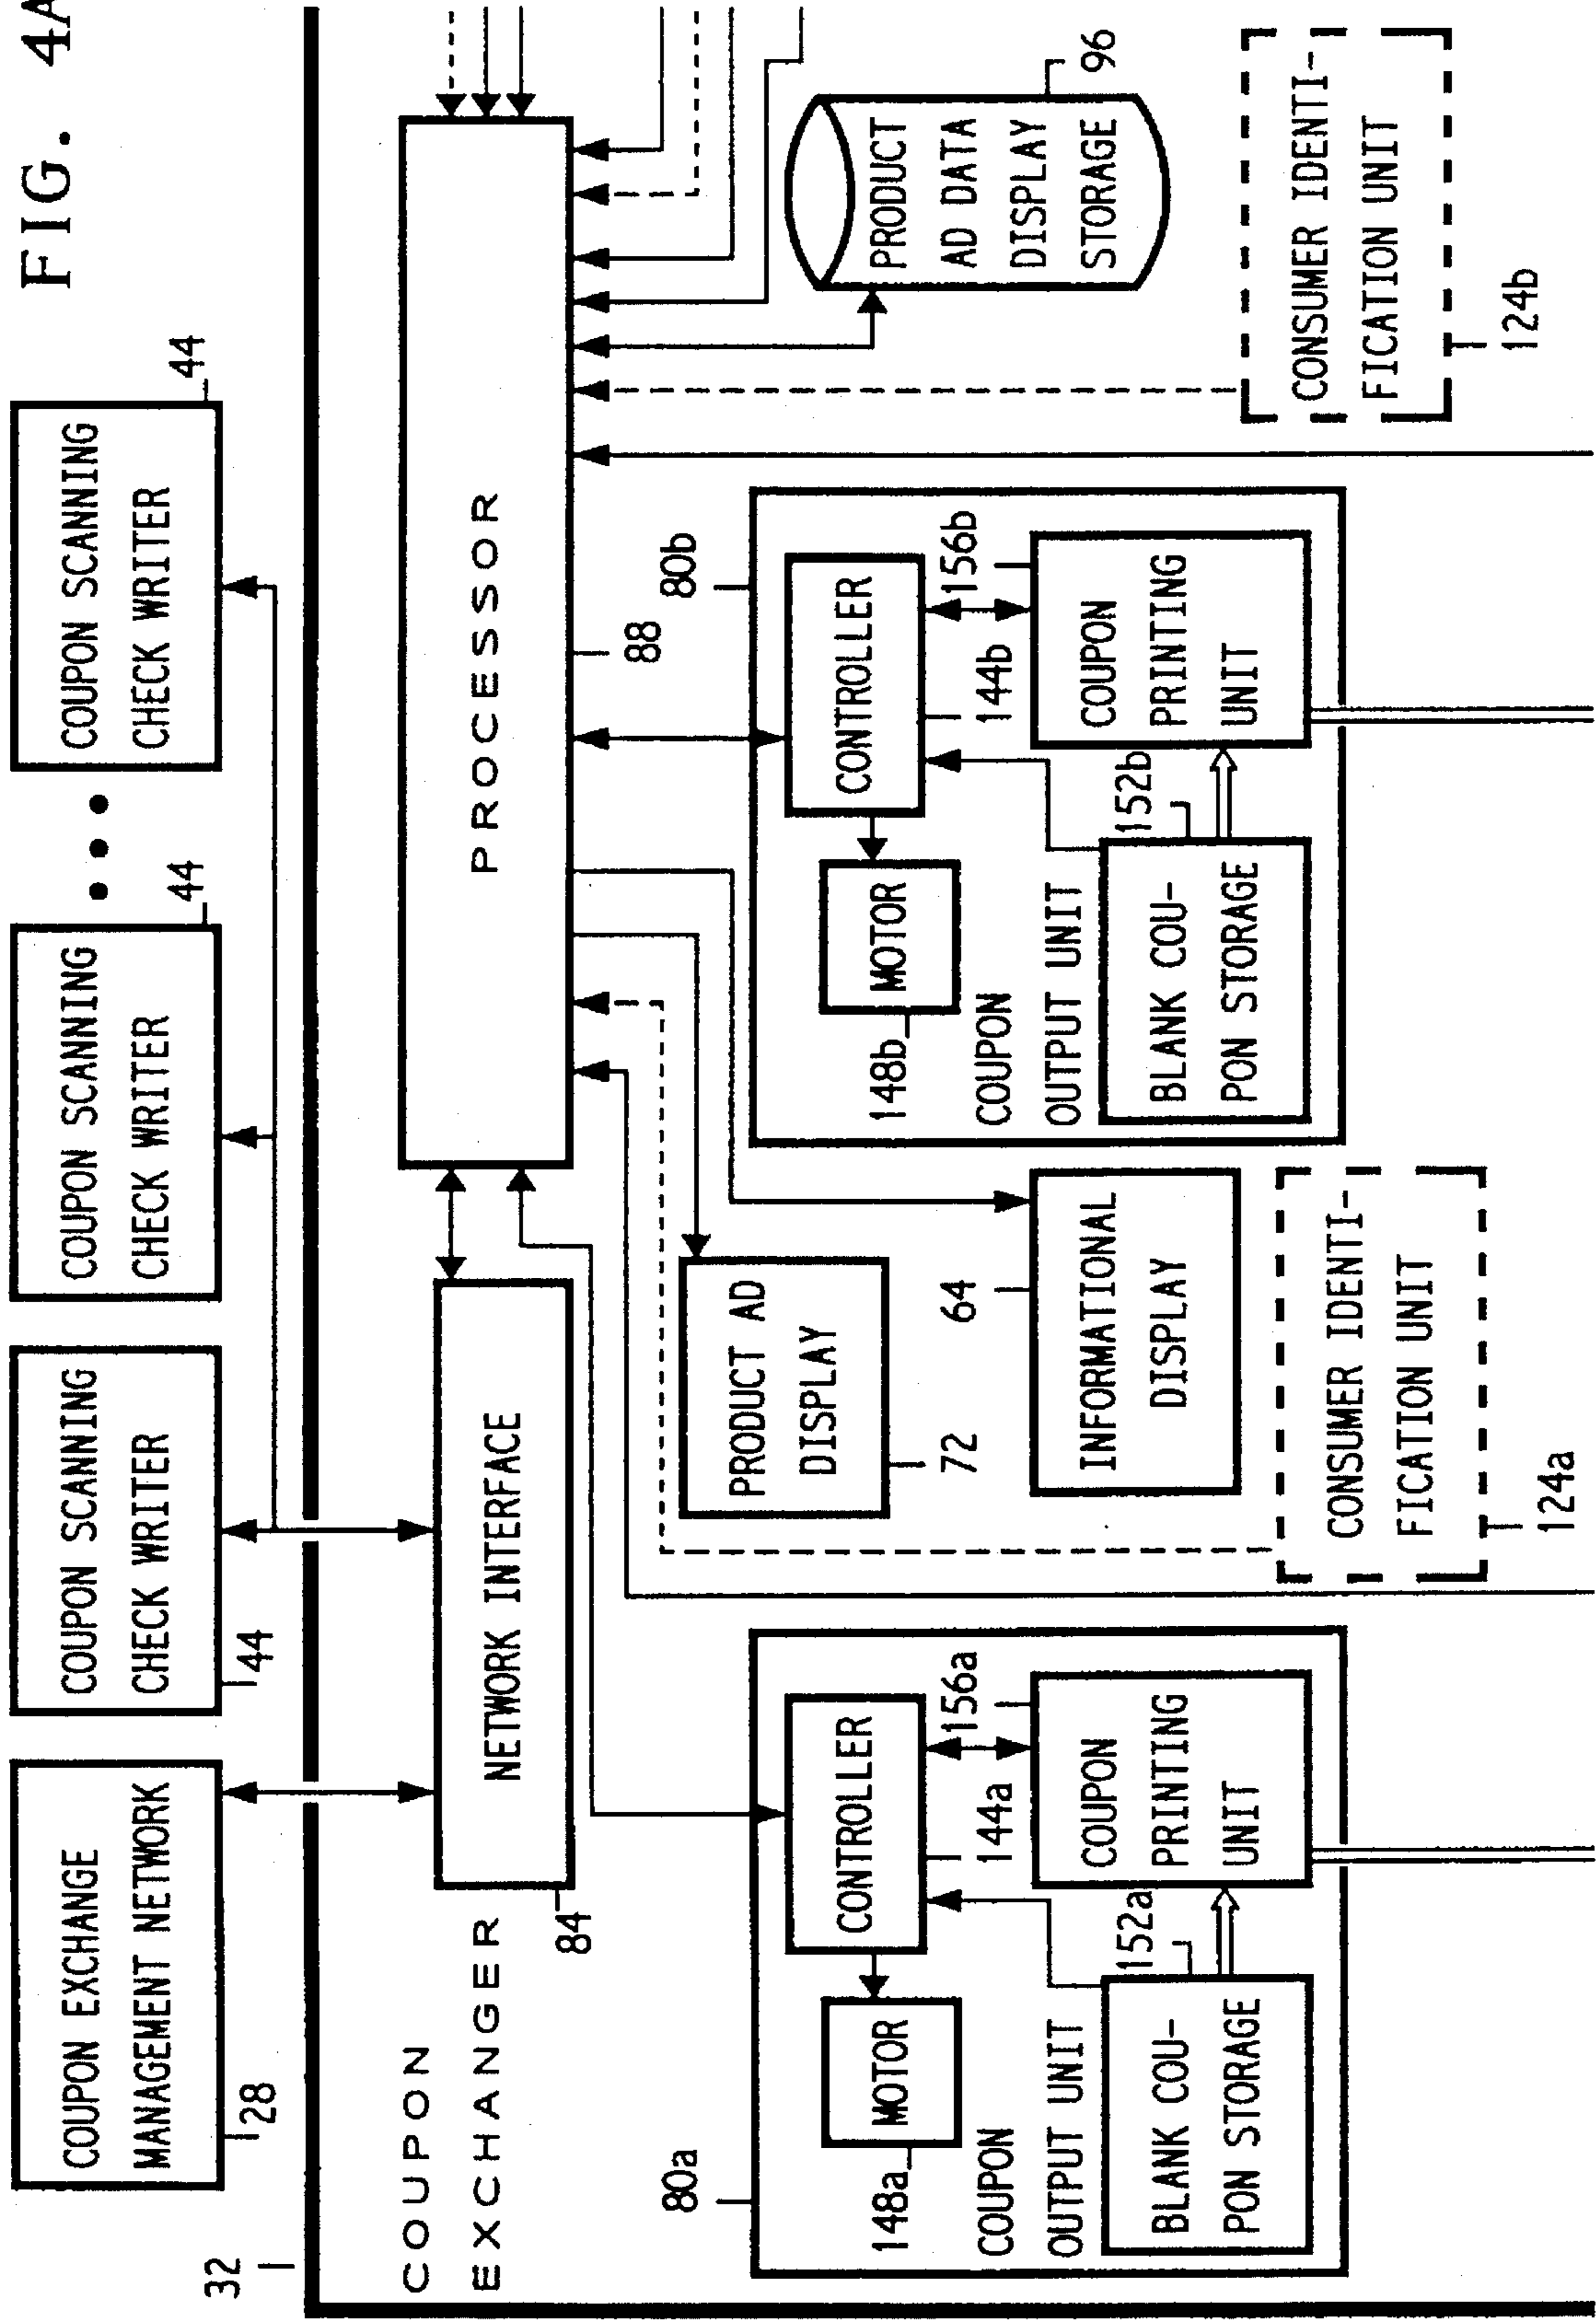 FIG. 4A
COUPON EXCHANGE
MANAGEMENT NETWORK
28
COUPON SCANNING
CHECK WRITER
44
COUPON SCANNING
CHECK WRITER
44
COUPON SCANNING
CHECK WRITER
44
32
COUPON
EXCHANGER
NETWORK INTERFACE
84
PROCESSOR
88
80a
CONTROLLER
144a
MOTOR
148a
156a
COUPON
OUTPUT UNIT
COUPON
PRINTING
UNIT
152a
BLANK COU-
PON STORAGE
PRODUCT AD
DISPLAY
72
64
INFORMATIONAL
DISPLAY
CONSUMER IDENTI-
FICATION UNIT
124a
80b
CONTROLLER
144b
MOTOR
148b
156b
COUPON
OUTPUT UNIT
COUPON
PRINTING
UNIT
152b
BLANK COU-
PON STORAGE
PRODUCT
AD DATA
DISPLAY
STORAGE
96
CONSUMER IDENTI-
FICATION UNIT
124b